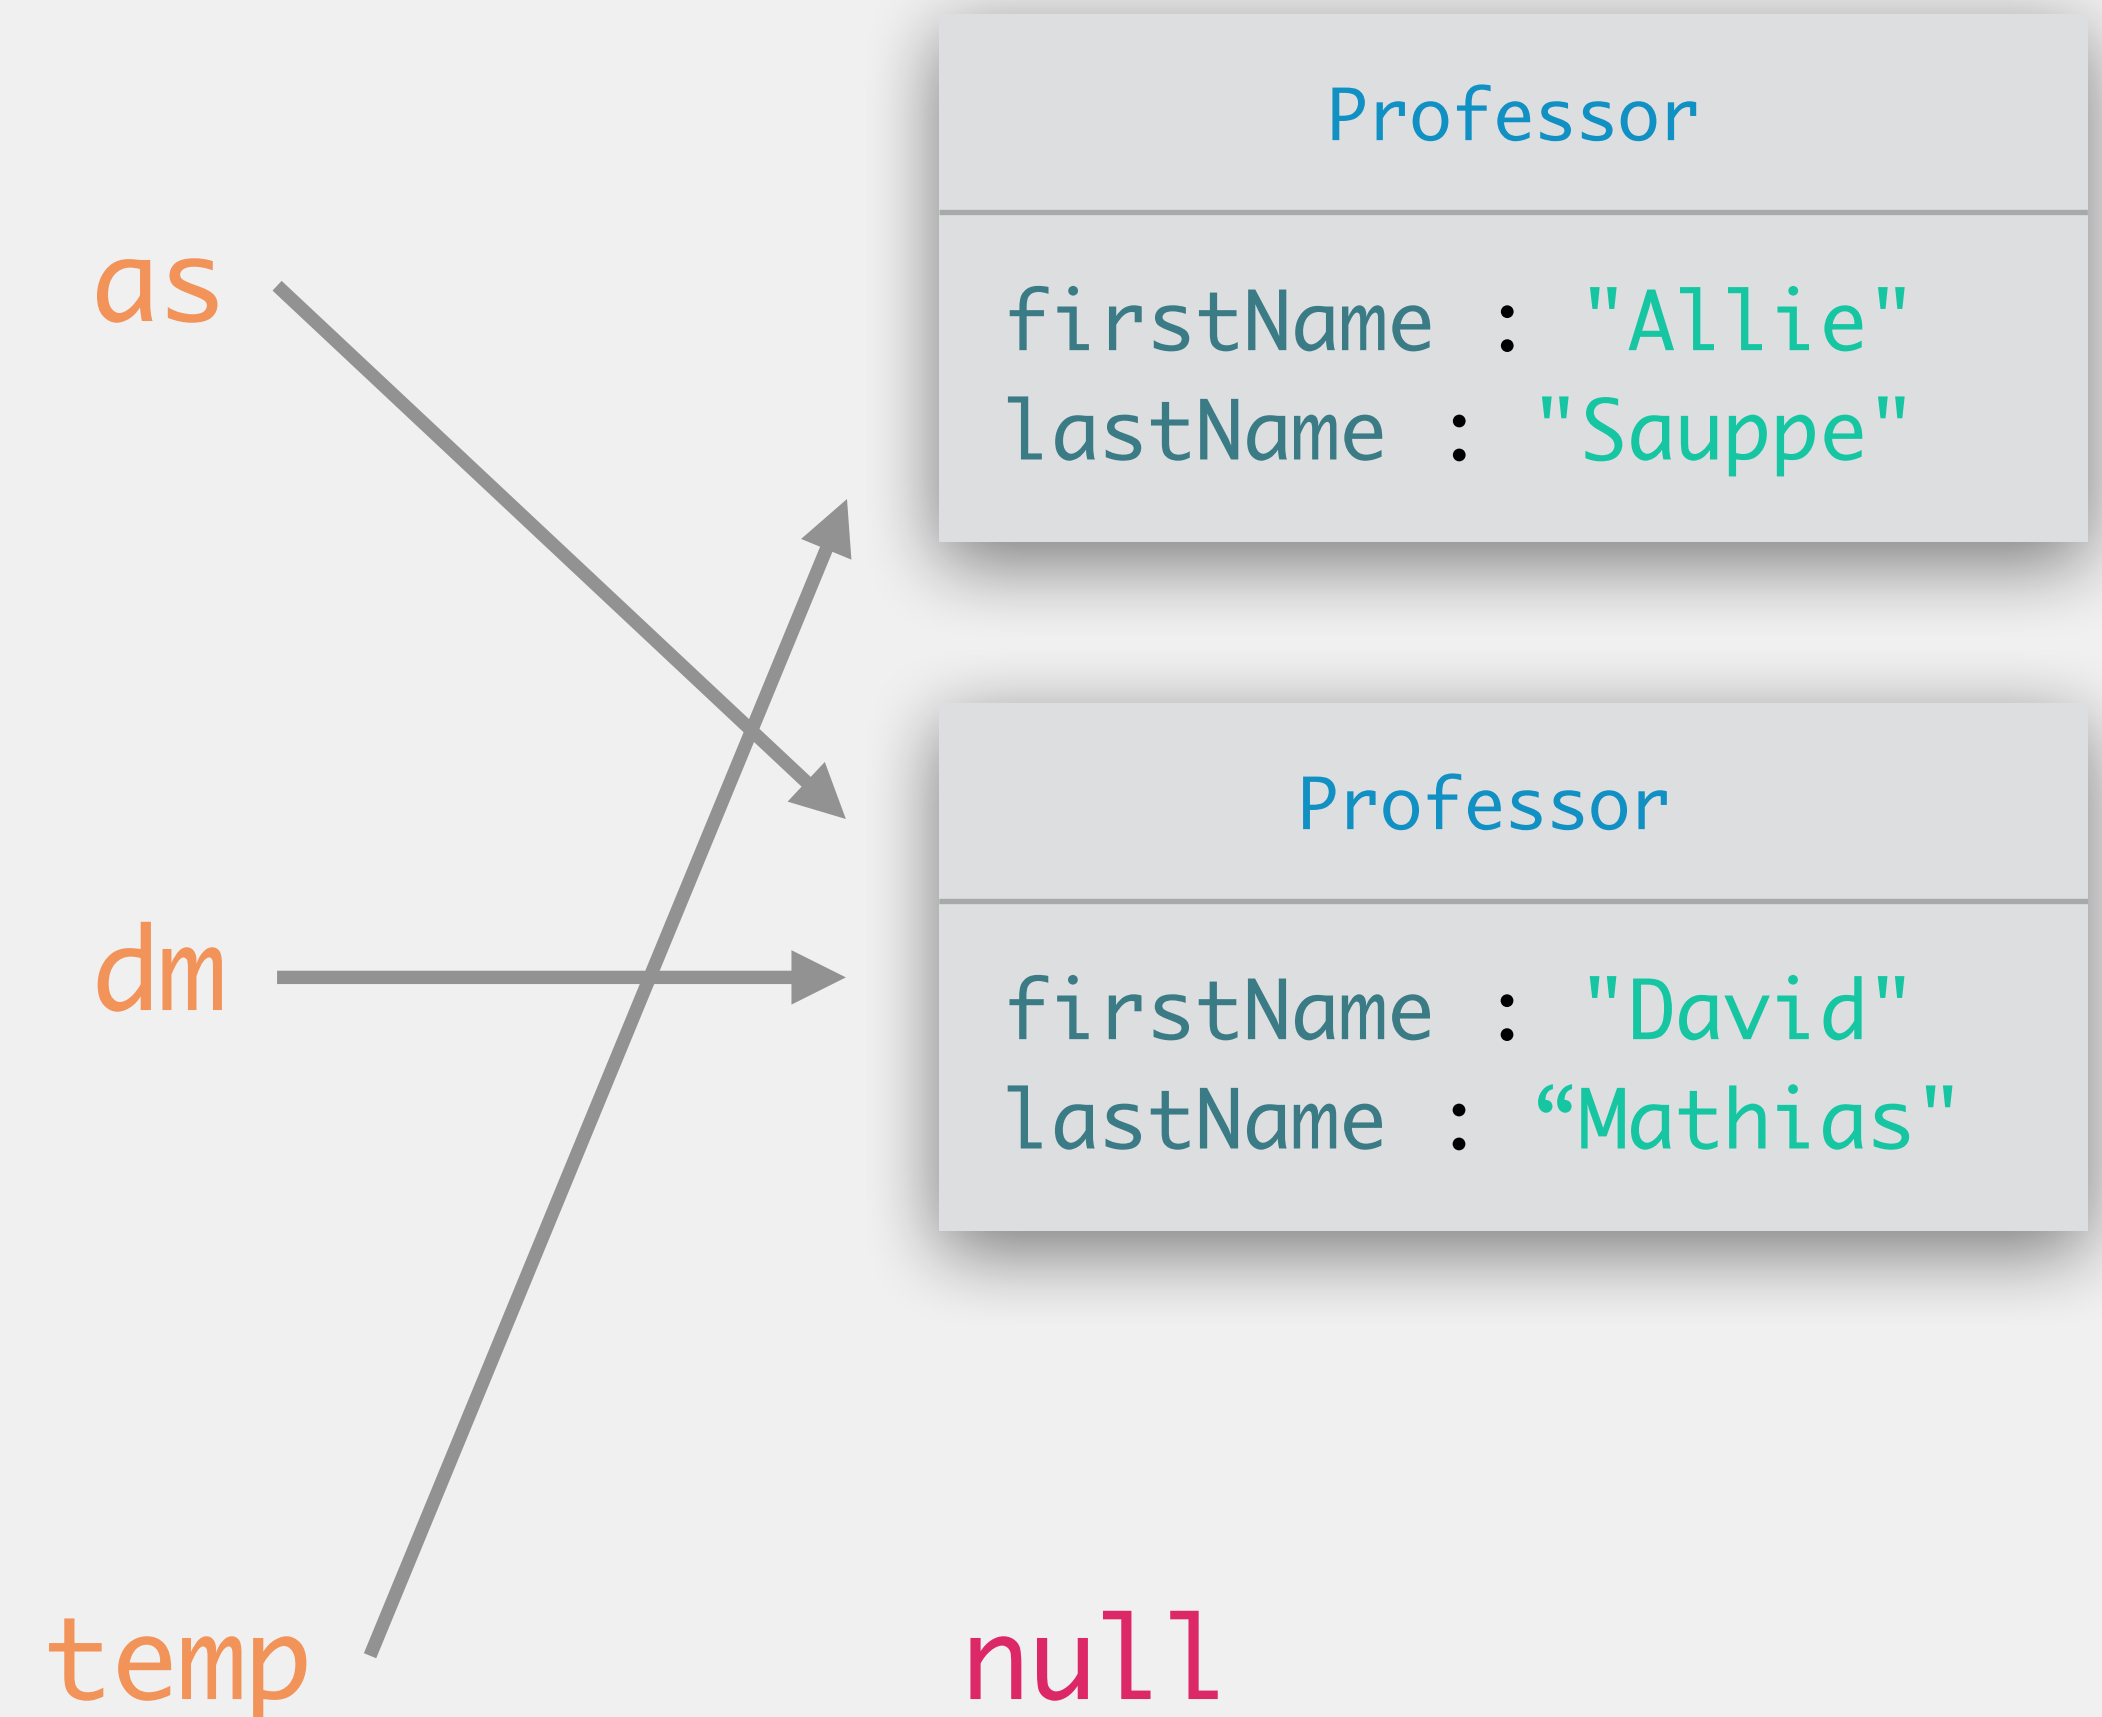 Professor
as
firstName : "Allie"
lastName : "Sauppe"
Professor
dm
firstName : "David"
lastName : “Mathias"
temp
null